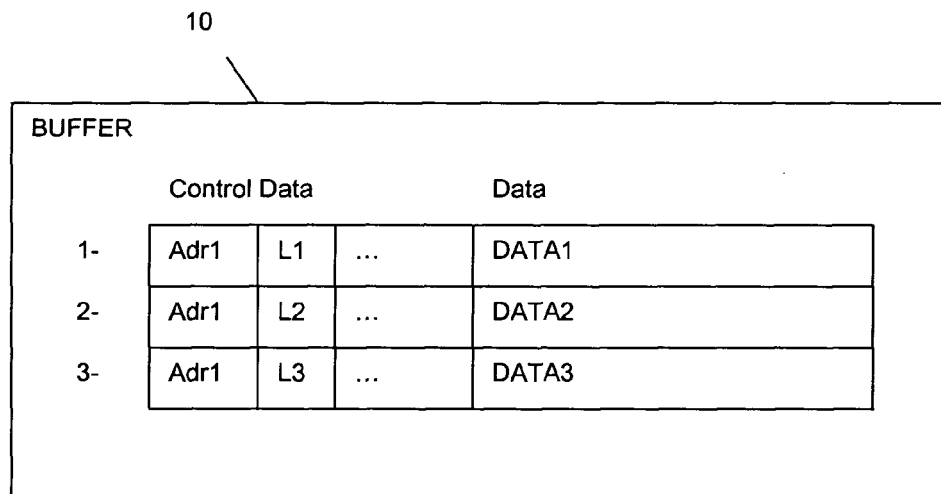 10
BUFFER
Control Data Data
1- Adr1 L1 ... DATA1
2- Adr1 L2 ... DATA2
3- Adr1 L3 ... DATA3